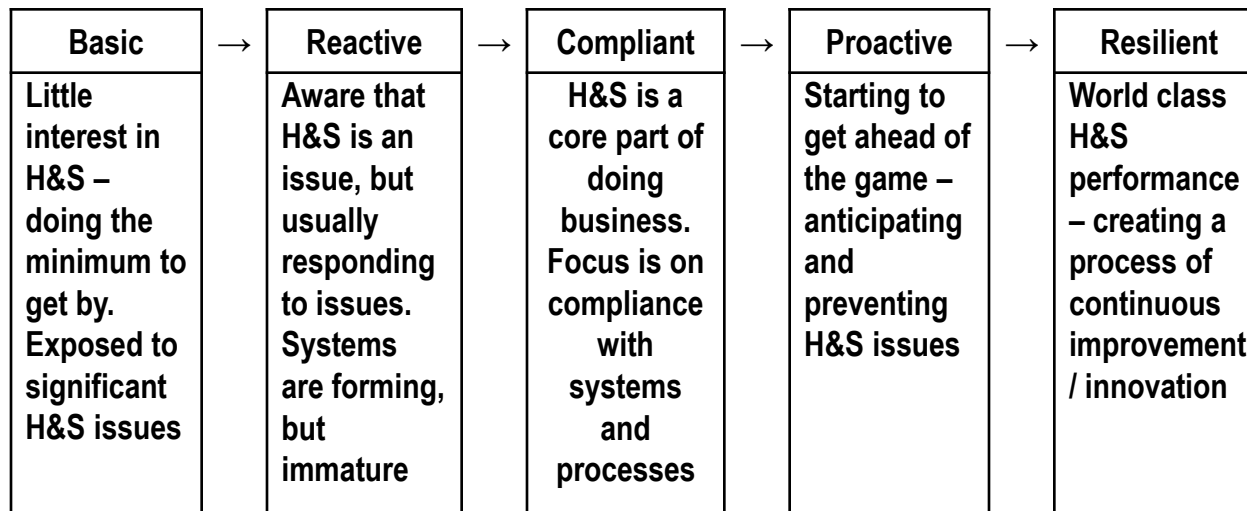 Basic → Reactive → Compliant → Proactive → Resilient
Little
interest in
H&S –
doing the
minimum to
get by.
Exposed to
significant
H&S issues
Aware that
H&S is an
issue, but
usually
responding
to issues.
Systems
are forming,
but
immature
H&S is a
core part of
doing
business.
Focus is on
compliance
with
systems
and
processes
Starting to
get ahead of
the game –
anticipating
and
preventing
H&S issues
World class
H&S
performance
– creating a
process of
continuous
improvement
/ innovation